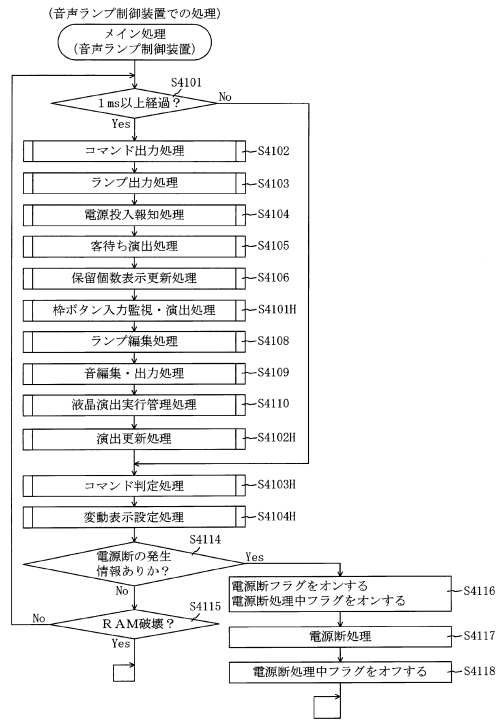 (音声ランプ制御装置での処理)
メイン処理
(音声ランプ制御装置)
S4101
1ms以上経過?
No
Yes
コマンド出力処理
S4102
ランプ出力処理
S4103
電源投入報知処理
S4104
客待ち演出処理
S4105
保留個数表示更新処理
S4106
枠ボタン入力監視・演出処理
S4101H
ランプ編集処理
S4108
音編集・出力処理
S4109
液晶演出実行管理処理
S4110
演出更新処理
S4102H
コマンド判定処理
S4103H
変動表示設定処理
S4104H
S4114
電源断の発生
情報ありか?
Yes
No
電源断フラグをオンする
電源断処理中フラグをオンする
S4116
S4115
RAM破壊?
No
Yes
電源断処理
S4117
電源断処理中フラグをオフする
S4118